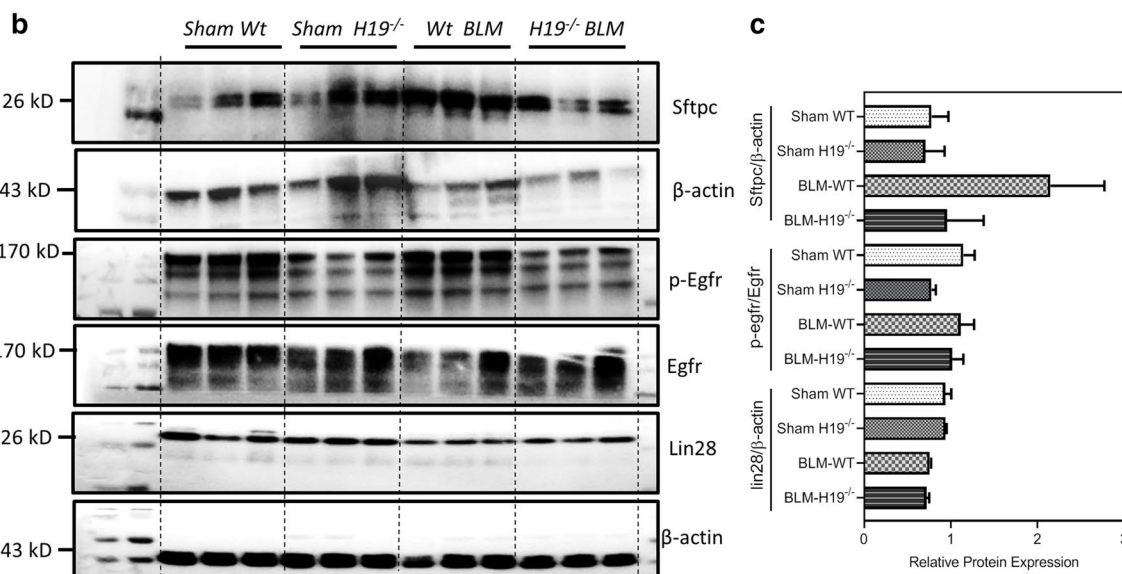 b
Sham Wt Sham H19-/- Wt BLM H19-/- BLM
26 kD Sftpc
43 kD β-actin
170 kD p-Egfr
170 kD Egfr
26 kD Lin28
43 kD β-actin
c
Sftpc/β-actin
Sham WT
Sham H19-/-
BLM-WT
BLM-H19-/-
p-egfr/Egfr
Sham WT
Sham H19-/-
BLM-WT
BLM-H19-/-
lin28/β-actin
Sham WT
Sham H19-/-
BLM-WT
BLM-H19-/-
0 1 2 3
Relative Protein Expression